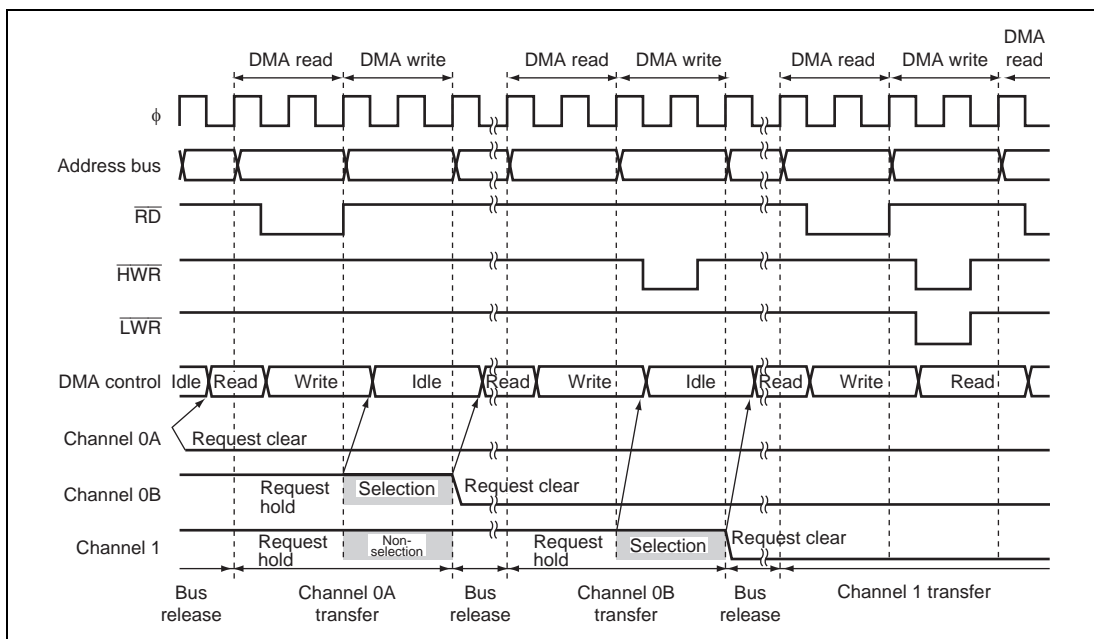 DMA read DMA write DMA read DMA write DMA read DMA write DMA
read
ϕ
Address bus
RD
HWR
LWR
DMA control Idle Read Write Idle Read Write Idle Read Write Read
Channel 0A Request clear
Channel 0B Request
hold Selection Request clear
Channel 1 Request
hold Non-
selection Request
hold Selection Request clear
Bus
release Channel 0A
transfer Bus
release Channel 0B
transfer Bus
release Channel 1 transfer